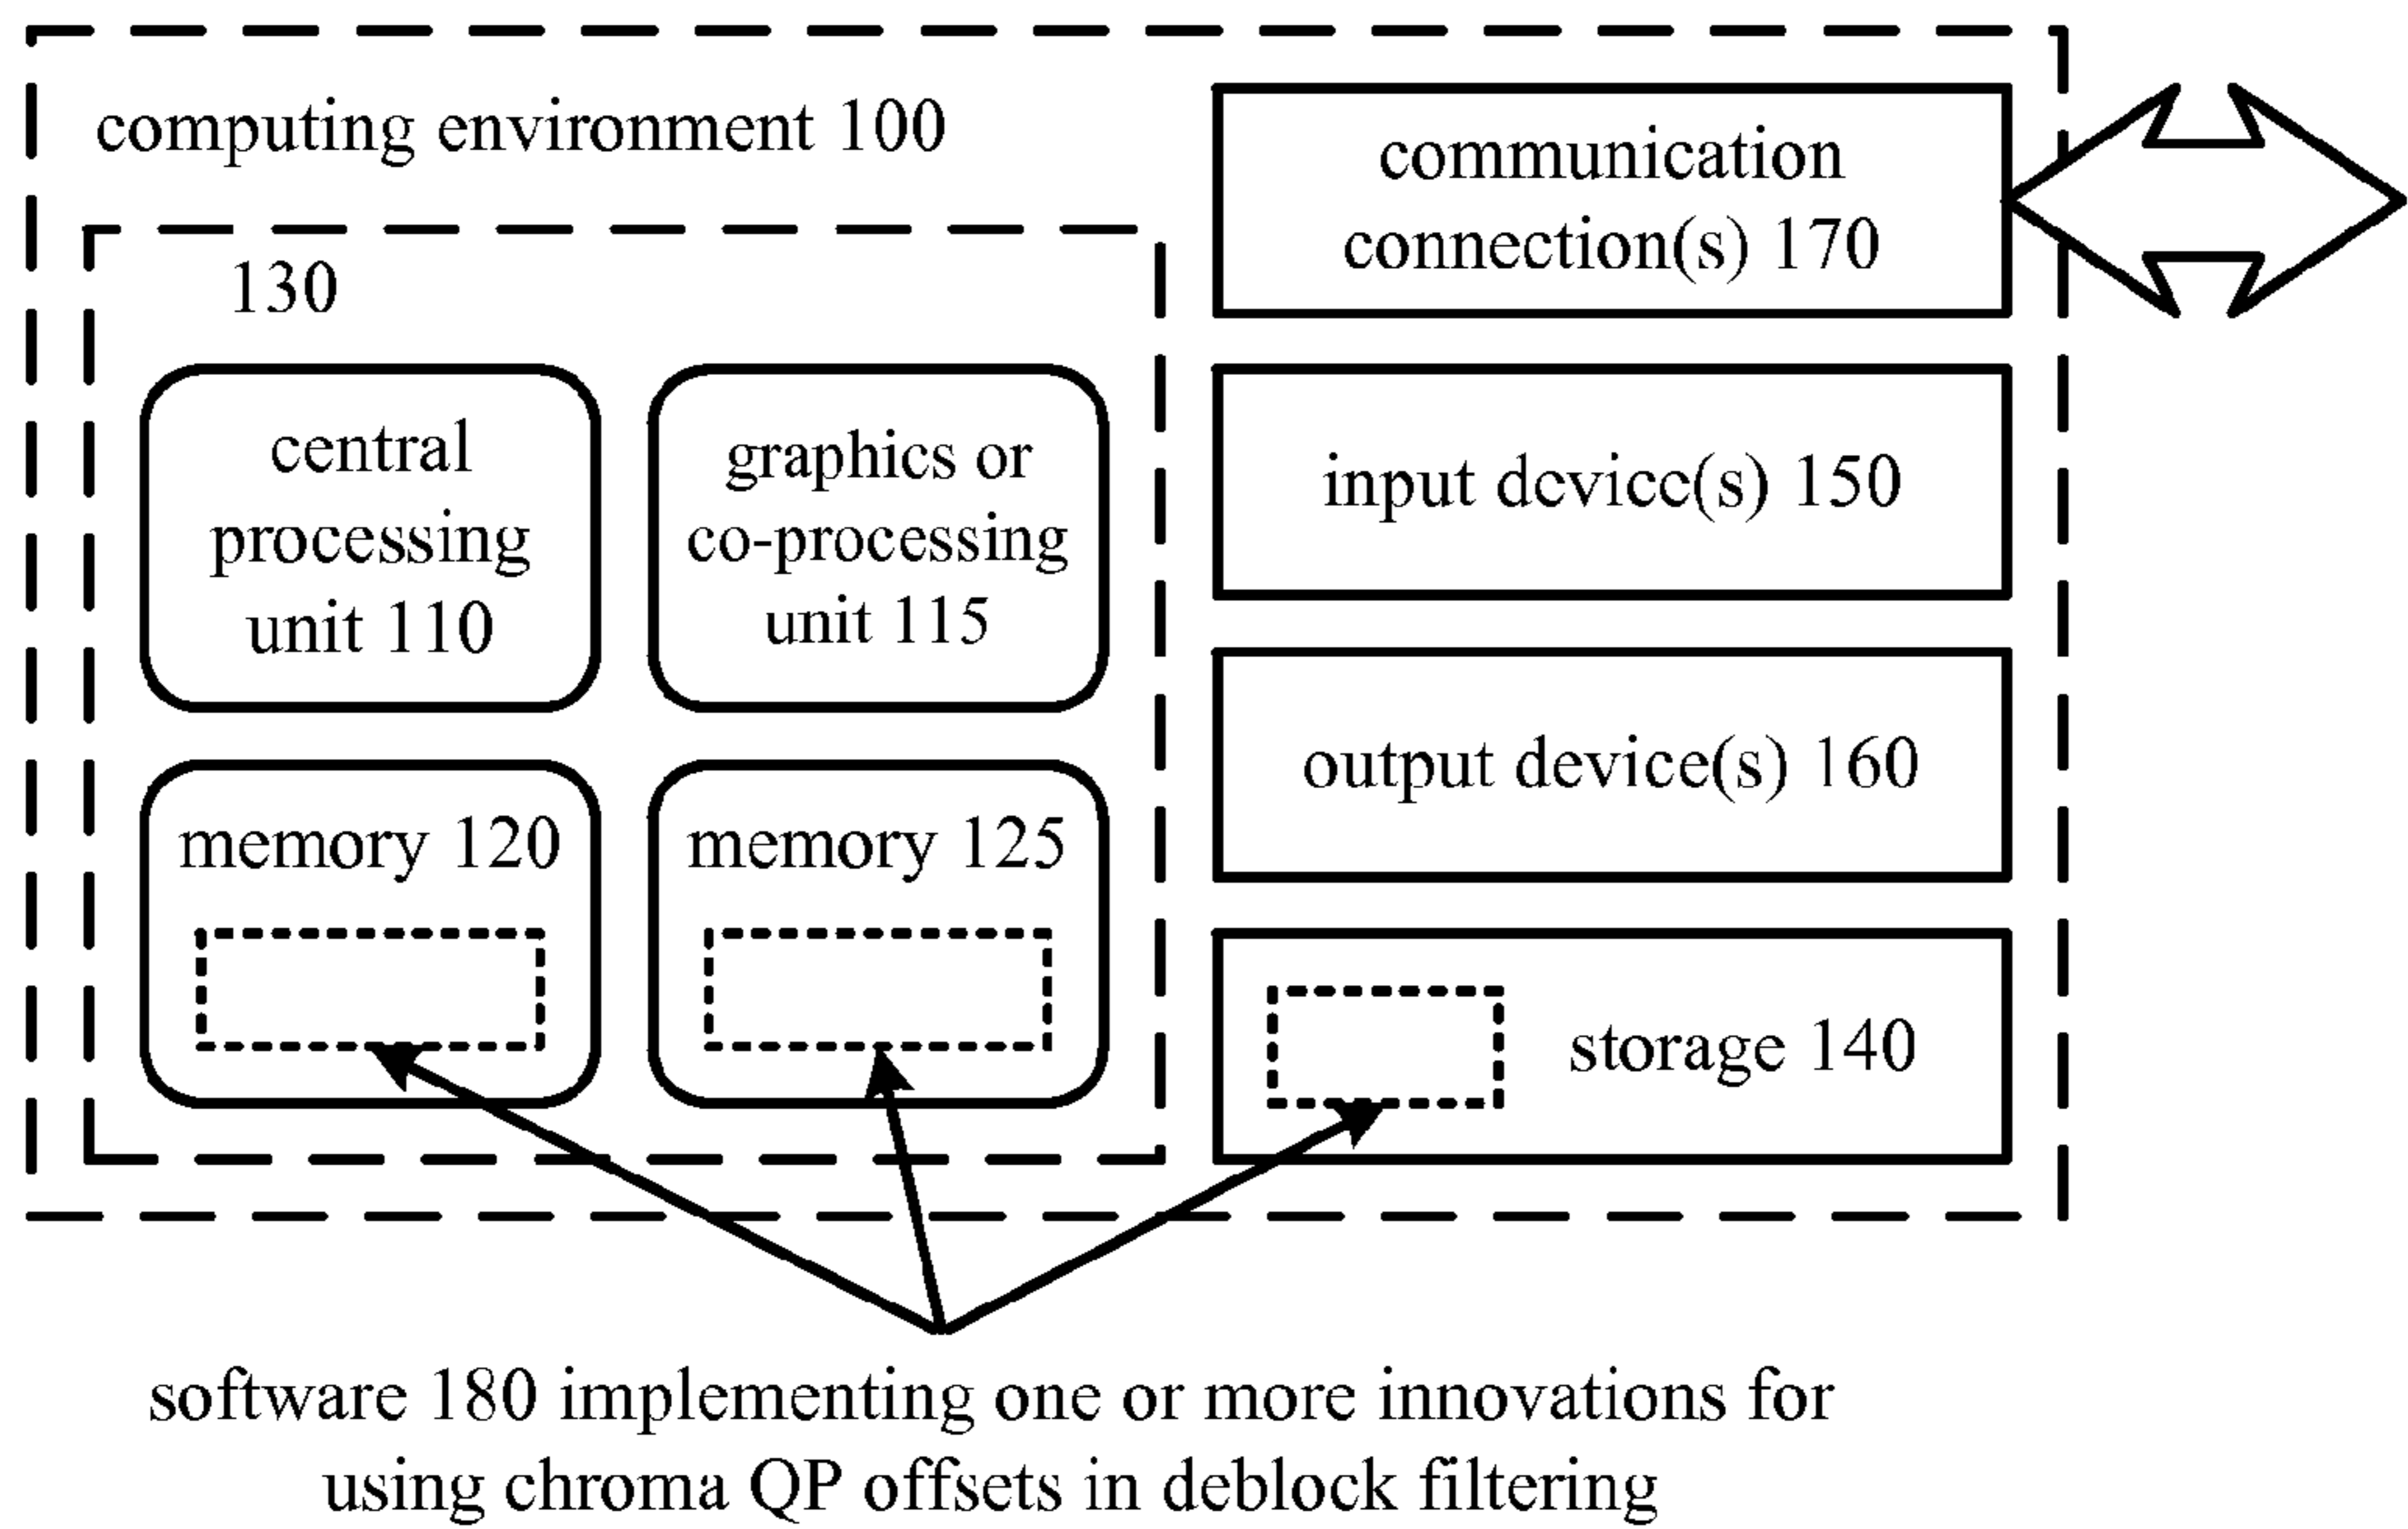 computing environment 100
130
central
processing
unit 110
graphics or
co-processing
unit 115
memory 120
memory 125
communication
connection(s) 170
input device(s) 150
output device(s) 160
storage 140
software 180 implementing one or more innovations for
using chroma QP offsets in deblock filtering